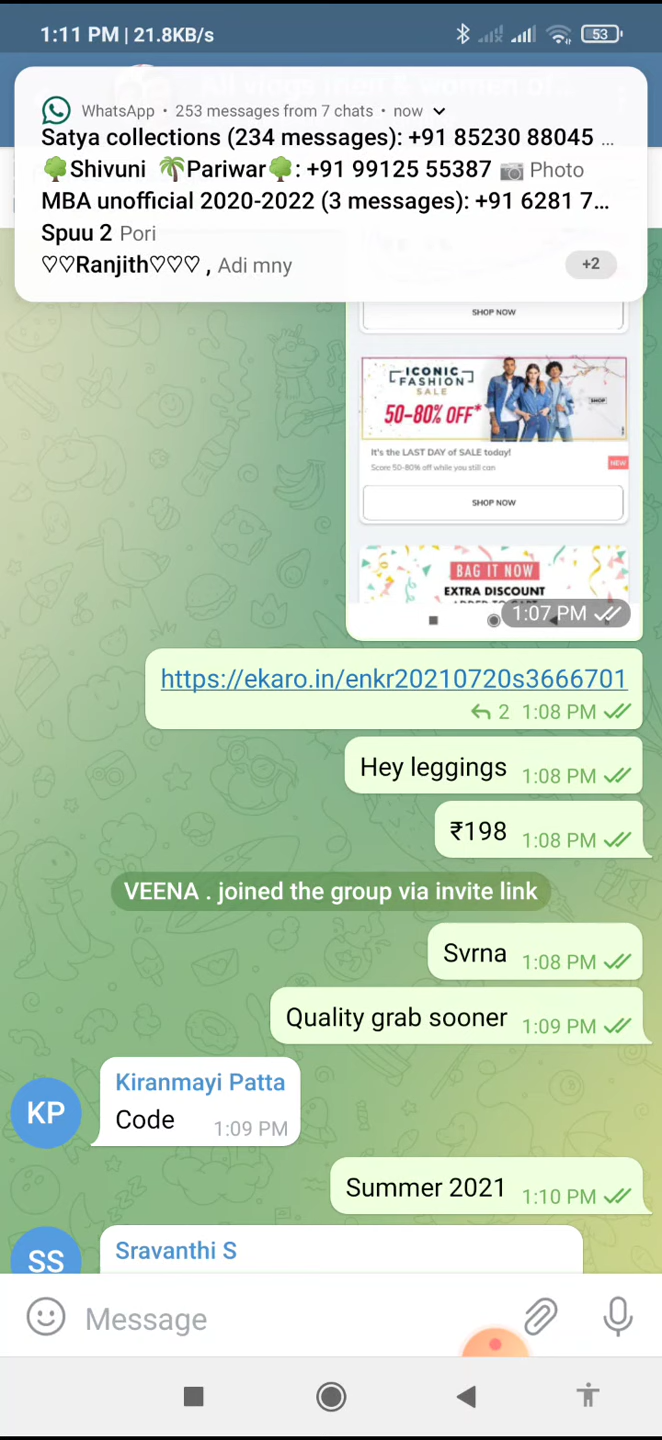 1:11 PM | 21.8KB/s
53
WhatsApp • 253 messages from 7 chats • now
Satya collections (234 messages): +91 85230 88045 ...
🌳Shivuni 🌴Pariwar🌳: +91 99125 55387 📷 Photo
MBA unofficial 2020-2022 (3 messages): +91 6281 7...
Spuu 2 Pori
♡♡Ranjith♡♡♡ , Adi mny
+2
SHOP NOW
ICONIC
FASHION
SALE
50-80% OFF*
SHOP
It's the LAST DAY of SALE today!
Score 50-80% off while you still can
NEW
SHOP NOW
BAG IT NOW
EXTRA DISCOUNT
1:07 PM
https://ekaro.in/enkr20210720s3666701
2 1:08 PM
Hey leggings 1:08 PM
₹198 1:08 PM
VEENA . joined the group via invite link
Svrna 1:08 PM
Quality grab sooner 1:09 PM
Kiranmayi Patta
KP
Code 1:09 PM
Summer 2021 1:10 PM
Sravanthi S
SS
Message